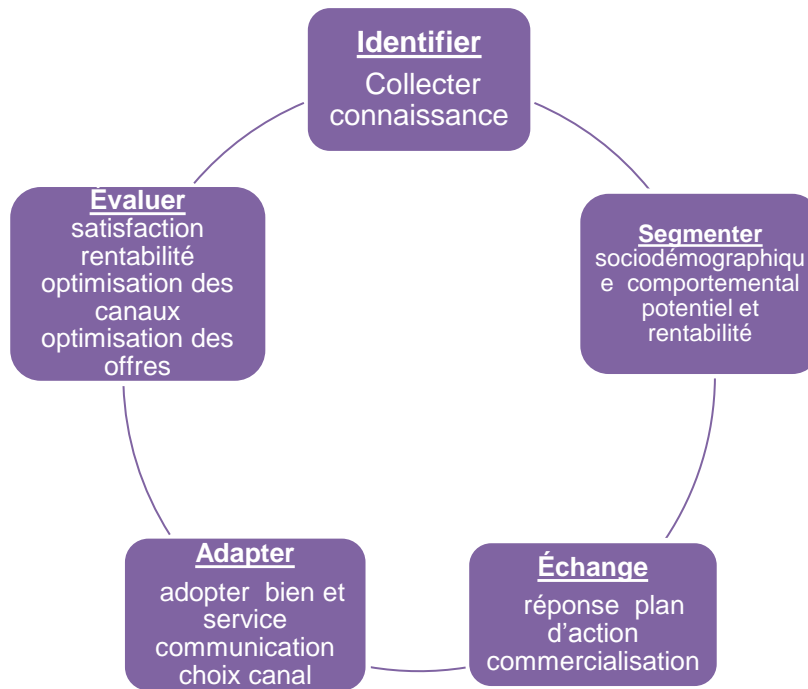 Identifier
Collecter
connaissance
Segmenter
sociodémographiqu
e comportemental
potentiel et
rentabilité
Échange
réponse plan
d'action
commercialisation
Adapter
adopter bien et
service
communication
choix canal
Évaluer
satisfaction
rentabilité
optimisation des
canaux
optimisation des
offres